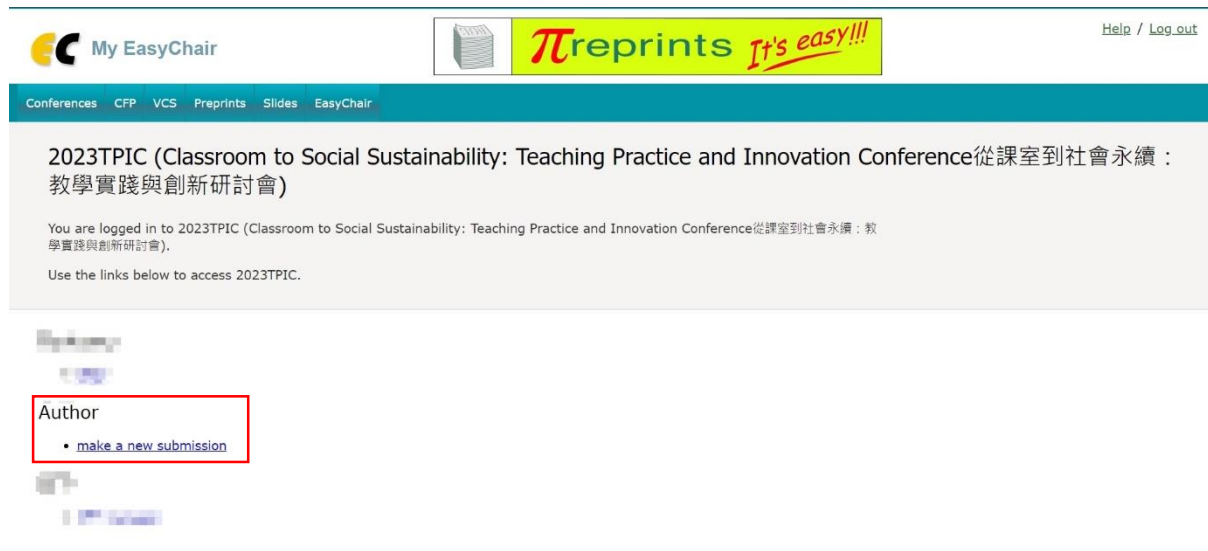 EC My EasyChair
πreprints It's easy!!!
Help / Log out
Conferences CFP VCS Preprints Slides EasyChair
2023TPIC (Classroom to Social Sustainability: Teaching Practice and Innovation Conference從課室到社會永續：
教學實踐與創新研討會)
You are logged in to 2023TPIC (Classroom to Social Sustainability: Teaching Practice and Innovation Conference從課室到社會永續：教
學實踐與創新研討會).
Use the links below to access 2023TPIC.
Author
• make a new submission